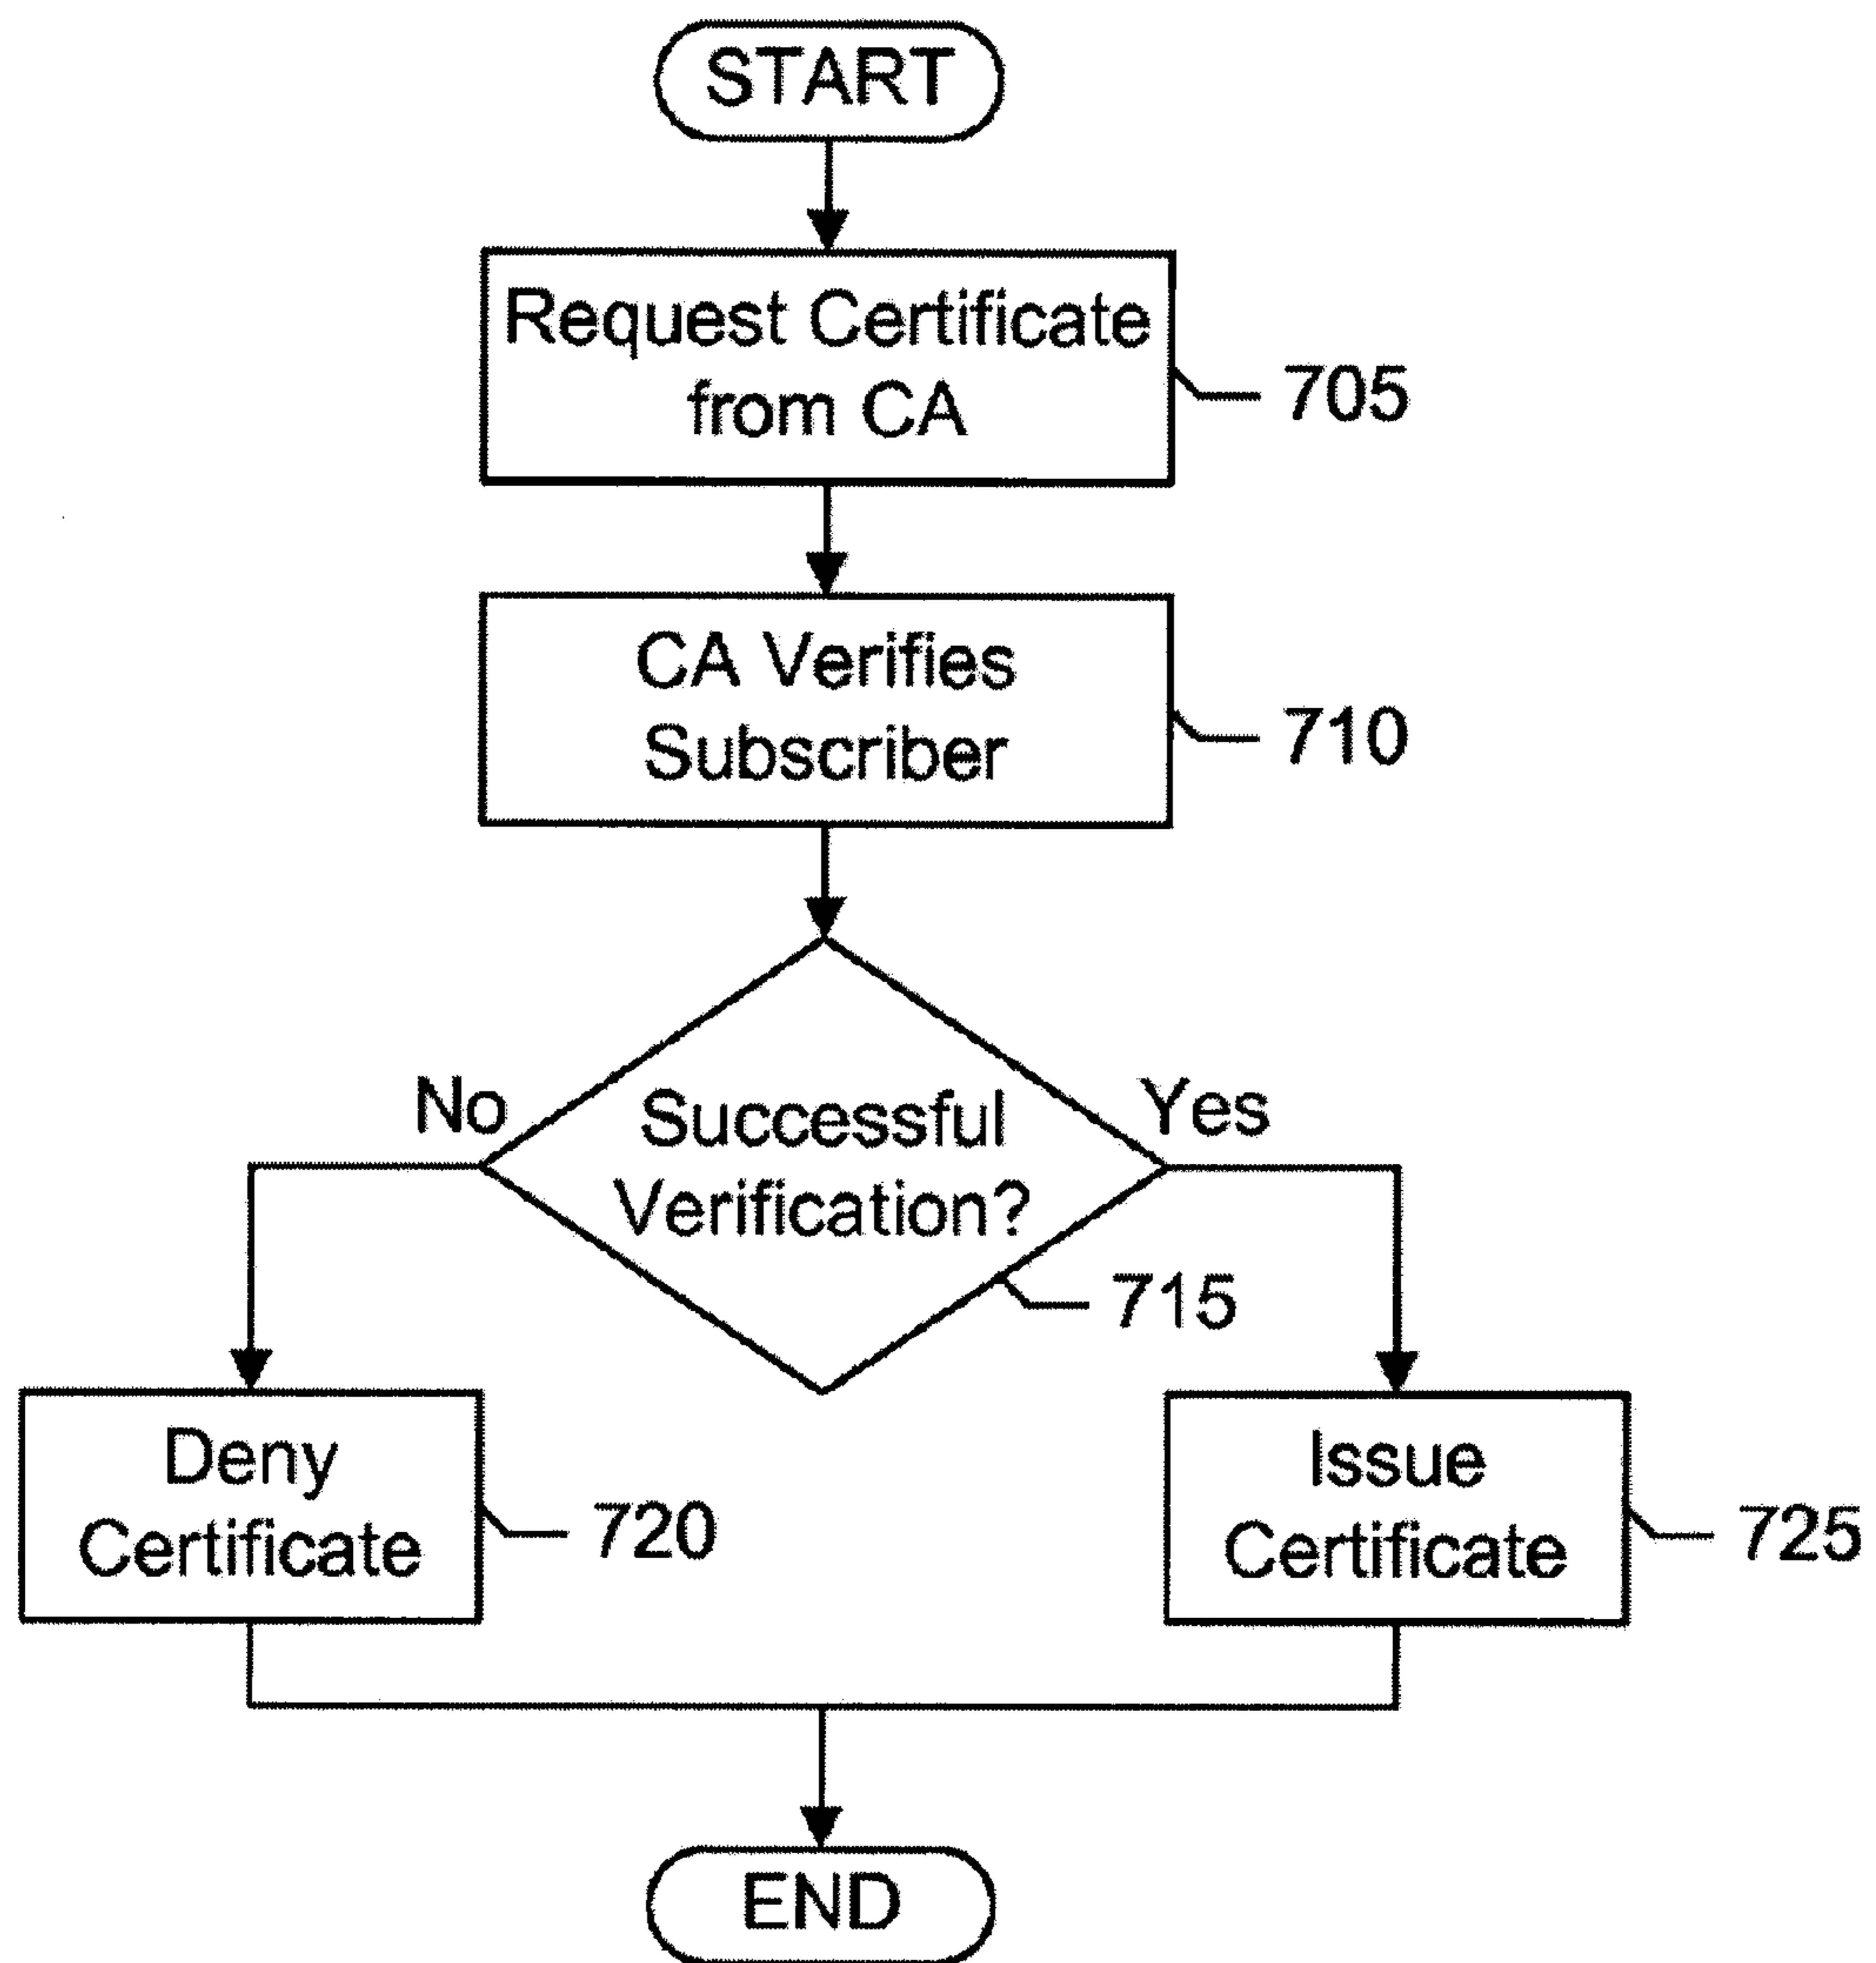 START
Request Certificate
from CA
705
CA Verifies
Subscriber
710
No
Successful
Verification?
Yes
715
Deny
Certificate
720
Issue
Certificate
725
END